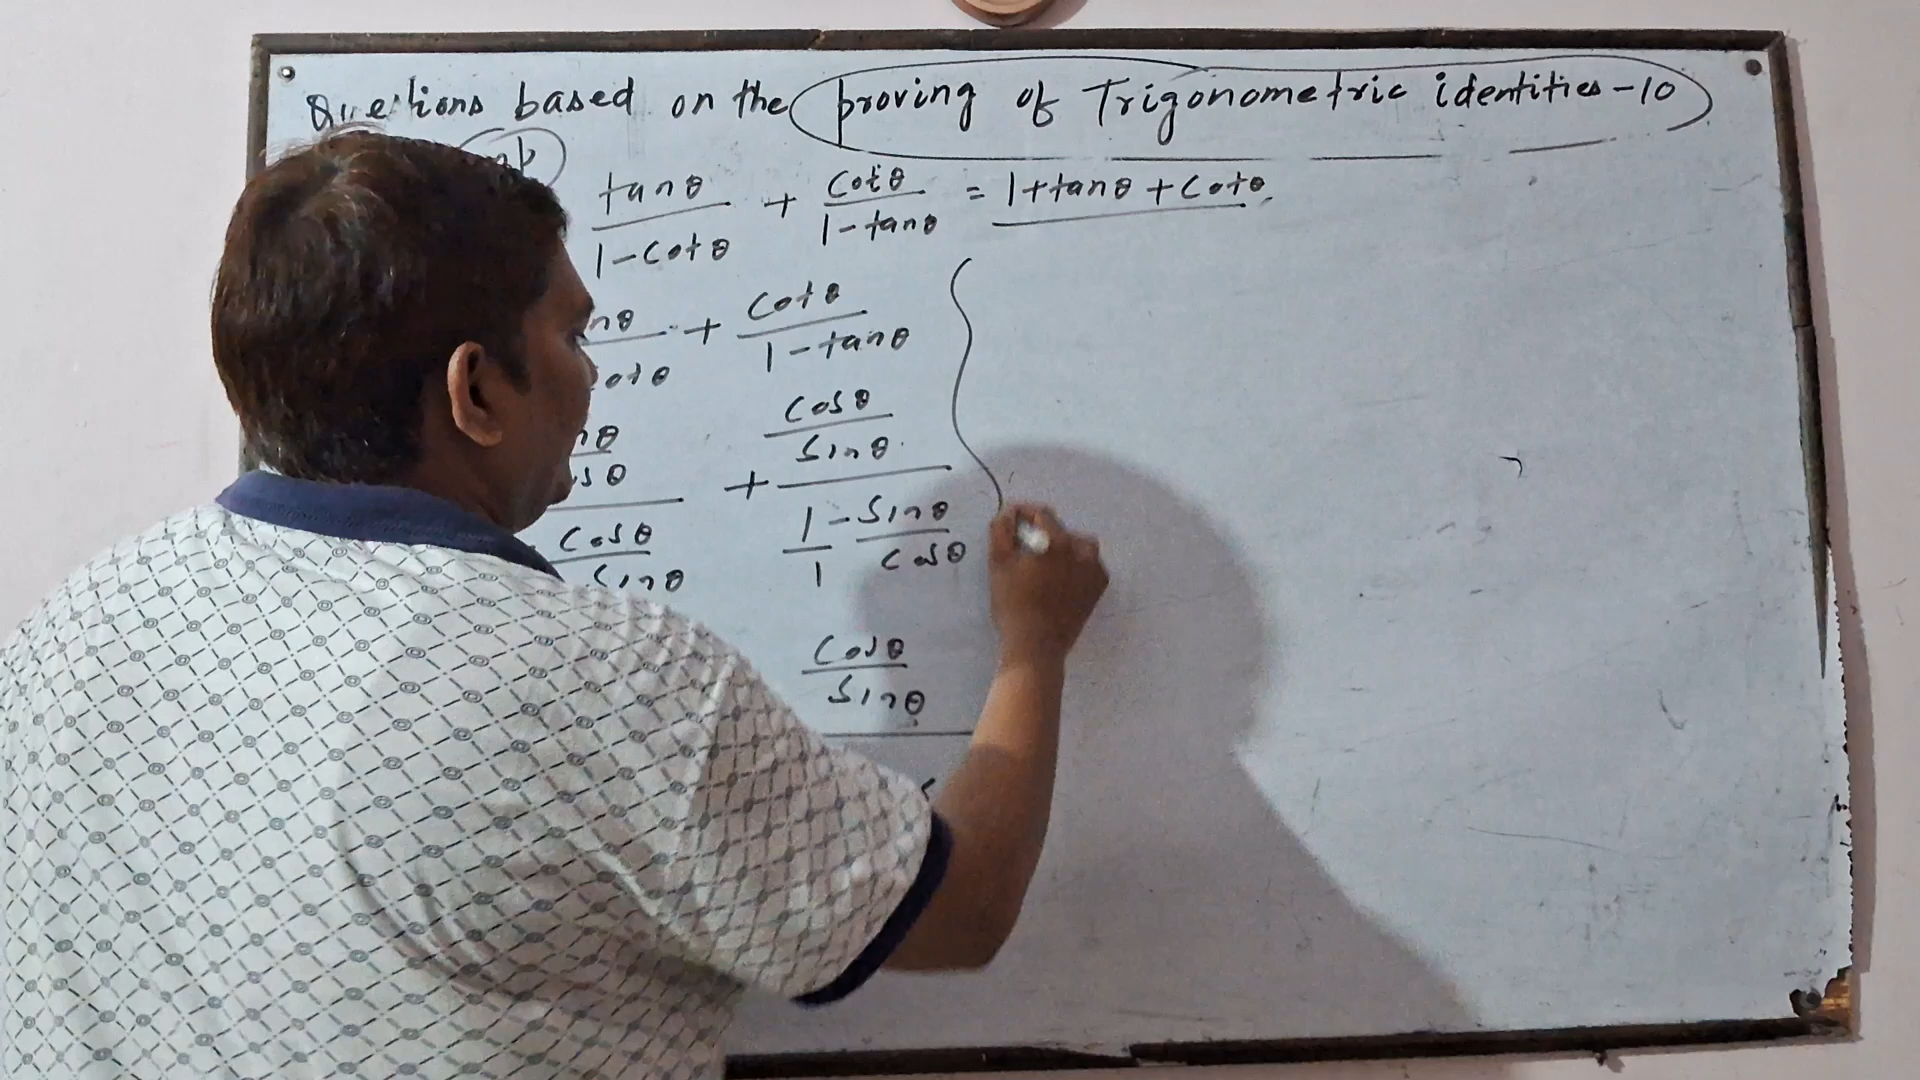 Questions based on the proving of Trigonometric identities-10
tanθ/1-cotθ + cotθ/1-tanθ = 1+tanθ+cotθ
nθ/otθ + cotθ/1-tanθ
nθ/sθ / cosθ/sinθ + cosθ/sinθ / 1/1 - sinθ/cosθ
cosθ/sinθ